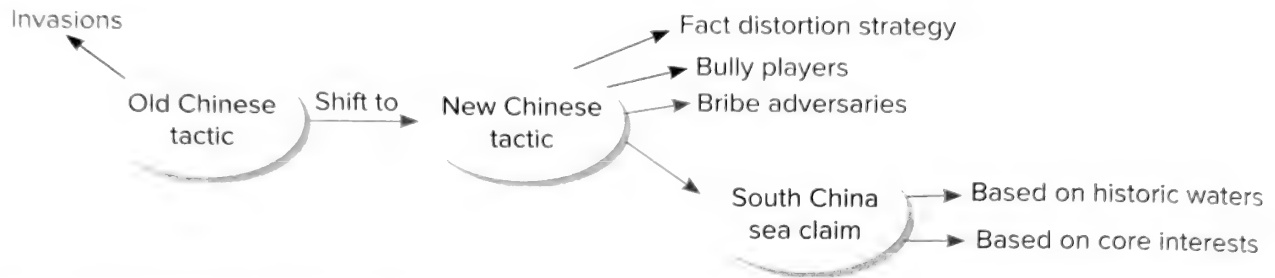 Invasions
Old Chinese
tactic
Shift to
New Chinese
tactic
Fact distortion strategy
Bully players
Bribe adversaries
South China
sea claim
Based on historic waters
Based on core interests